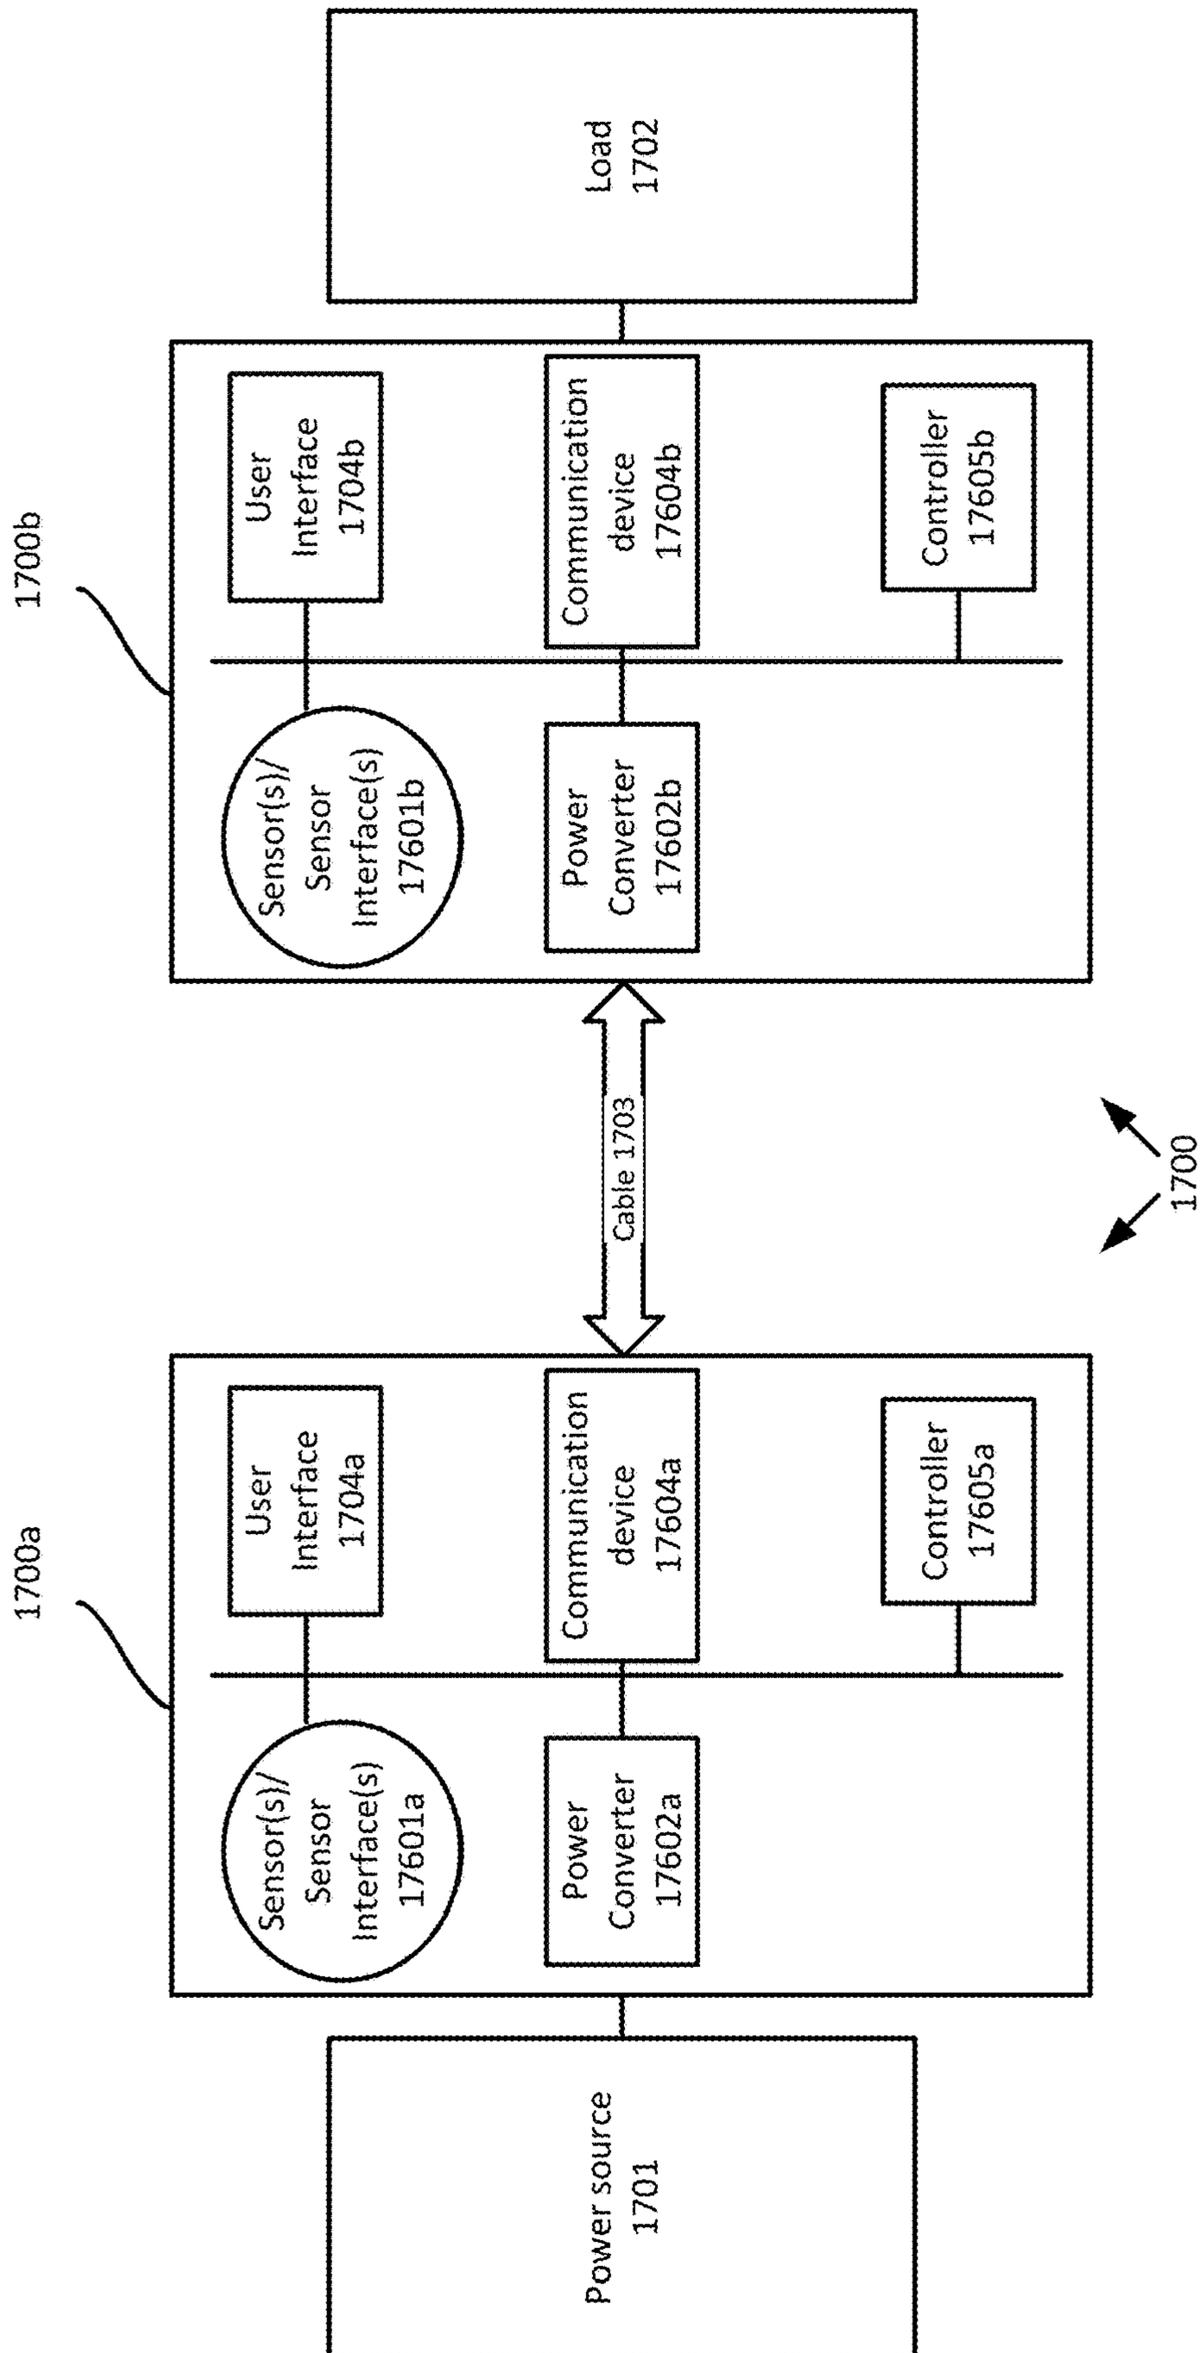 1700a
1700b
Power source
1701
Sensor(s)/
Sensor
Interface(s)
17601a
User
Interface
1704a
Power
Converter
17602a
Communication
device
17604a
Controller
17605a
Cable 1703
Sensor(s)/
Sensor
Interface(s)
17601b
User
Interface
1704b
Power
Converter
17602b
Communication
device
17604b
Controller
17605b
Load
1702
1700